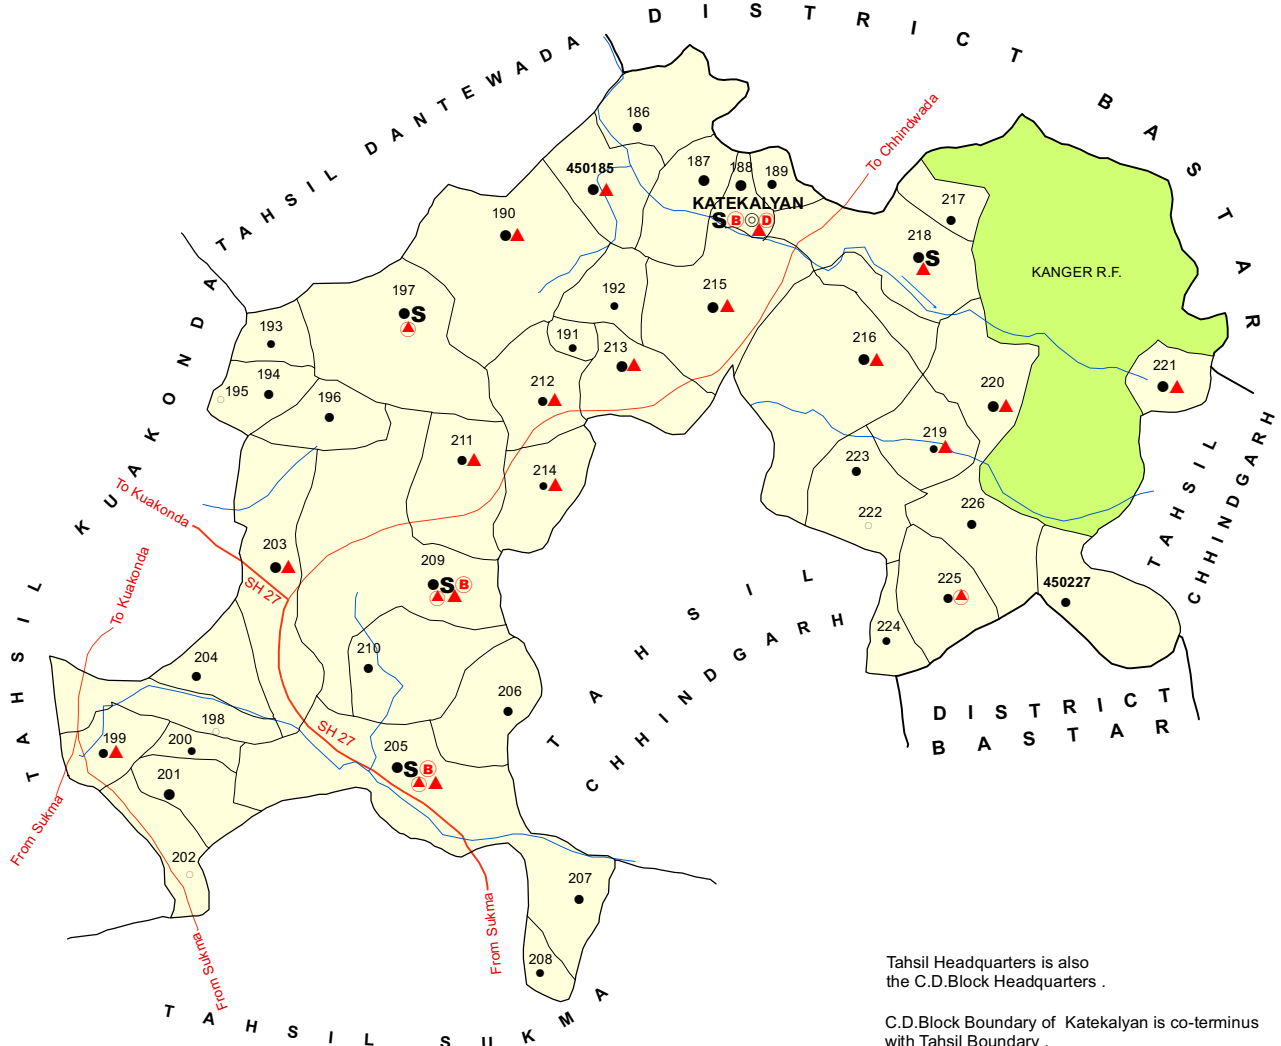 DISTRICT BASTAR
TAHSIL DANTEWADA
To Chhindwada
186
187
188
189
450185
KATEKALYAN
S B D
190
217
218
S
KANGER R.F.
197
S
192
215
193
191
213
216
221
194
195
196
212
220
211
219
214
223
222
226
TAHSIL KUAKONDA
To Kuakonda
203
SH 27
209
S B
To Kuakonda
225
450227
224
210
204
206
198
SH 27
199
200
205
S B
201
202
From Sukma
207
208
From Sukma
From Sukma
TAHSIL
CHHINDGARH
TAHSIL
CHHINDGARH
DISTRICT
BASTAR
TAHSIL SUKMA
Tahsil Headquarters is also
the C.D.Block Headquarters .
C.D.Block Boundary of Katekalyan is co-terminus
with Tahsil Boundary .